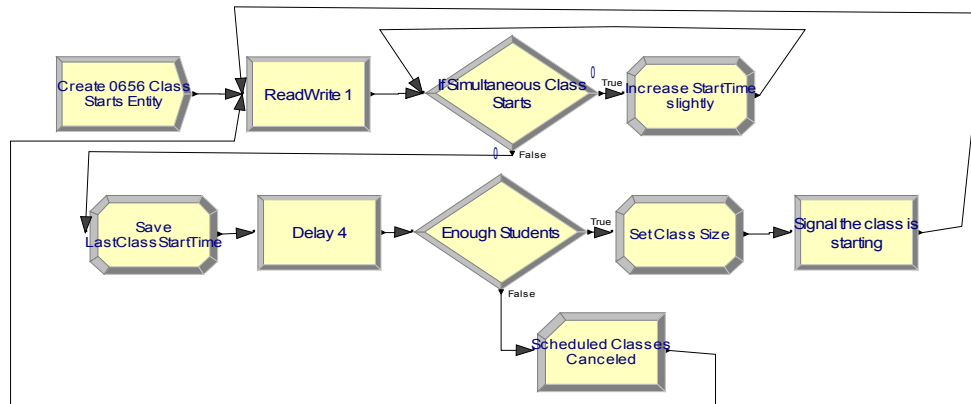 Create 0656 Class
Starts Entity
ReadWrite 1
If Simultaneous Class
Starts
0
True
Increase StartTime
slightly
0
False
Save
LastClassStartTime
Delay 4
Enough Students
True
Set Class Size
Signal the class is
starting
False
Scheduled Classes
Canceled